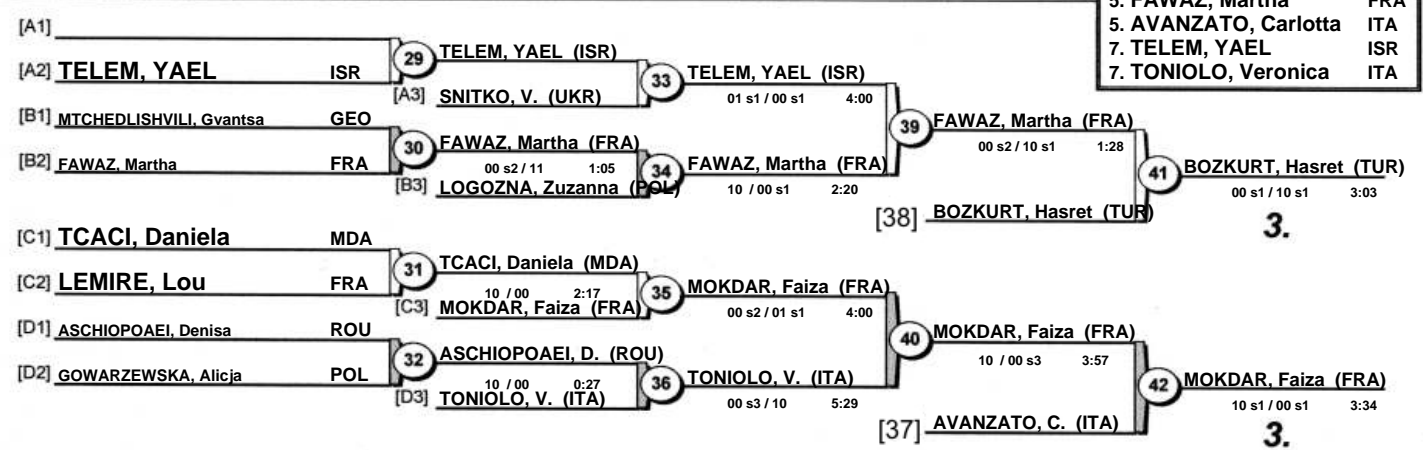 5. FAWAZ, Martha FRA
5. AVANZATO, Carlotta ITA
7. TELEM, YAEL ISR
7. TONIOLO, Veronica ITA
[A1]
[A2] TELEM, YAEL ISR
29 TELEM, YAEL (ISR)
[A3] SNITKO, V. (UKR)
33 TELEM, YAEL (ISR)
01 s1 / 00 s1 4:00
[B1] MTCHEDLISHVILI, Gvantsa GEO
[B2] FAWAZ, Martha FRA
30 FAWAZ, Martha (FRA)
00 s2 / 11 1:05
[B3] LOGOZNA, Zuzanna (POL)
34 FAWAZ, Martha (FRA)
10 / 00 s1 2:20
39 FAWAZ, Martha (FRA)
00 s2 / 10 s1 1:28
[38] BOZKURT, Hasret (TUR)
41 BOZKURT, Hasret (TUR)
00 s1 / 10 s1 3:03
3.
[C1] TCACI, Daniela MDA
[C2] LEMIRE, Lou FRA
31 TCACI, Daniela (MDA)
10 / 00 2:17
[C3] MOKDAR, Faiza (FRA)
35 MOKDAR, Faiza (FRA)
00 s2 / 01 s1 4:00
[D1] ASCHIOPOAEI, Denisa ROU
[D2] GOWARZEWSKA, Alicja POL
32 ASCHIOPOAEI, D. (ROU)
10 / 00 0:27
[D3] TONIOLO, V. (ITA)
36 TONIOLO, V. (ITA)
00 s3 / 10 5:29
40 MOKDAR, Faiza (FRA)
10 / 00 s3 3:57
[37] AVANZATO, C. (ITA)
42 MOKDAR, Faiza (FRA)
10 s1 / 00 s1 3:34
3.